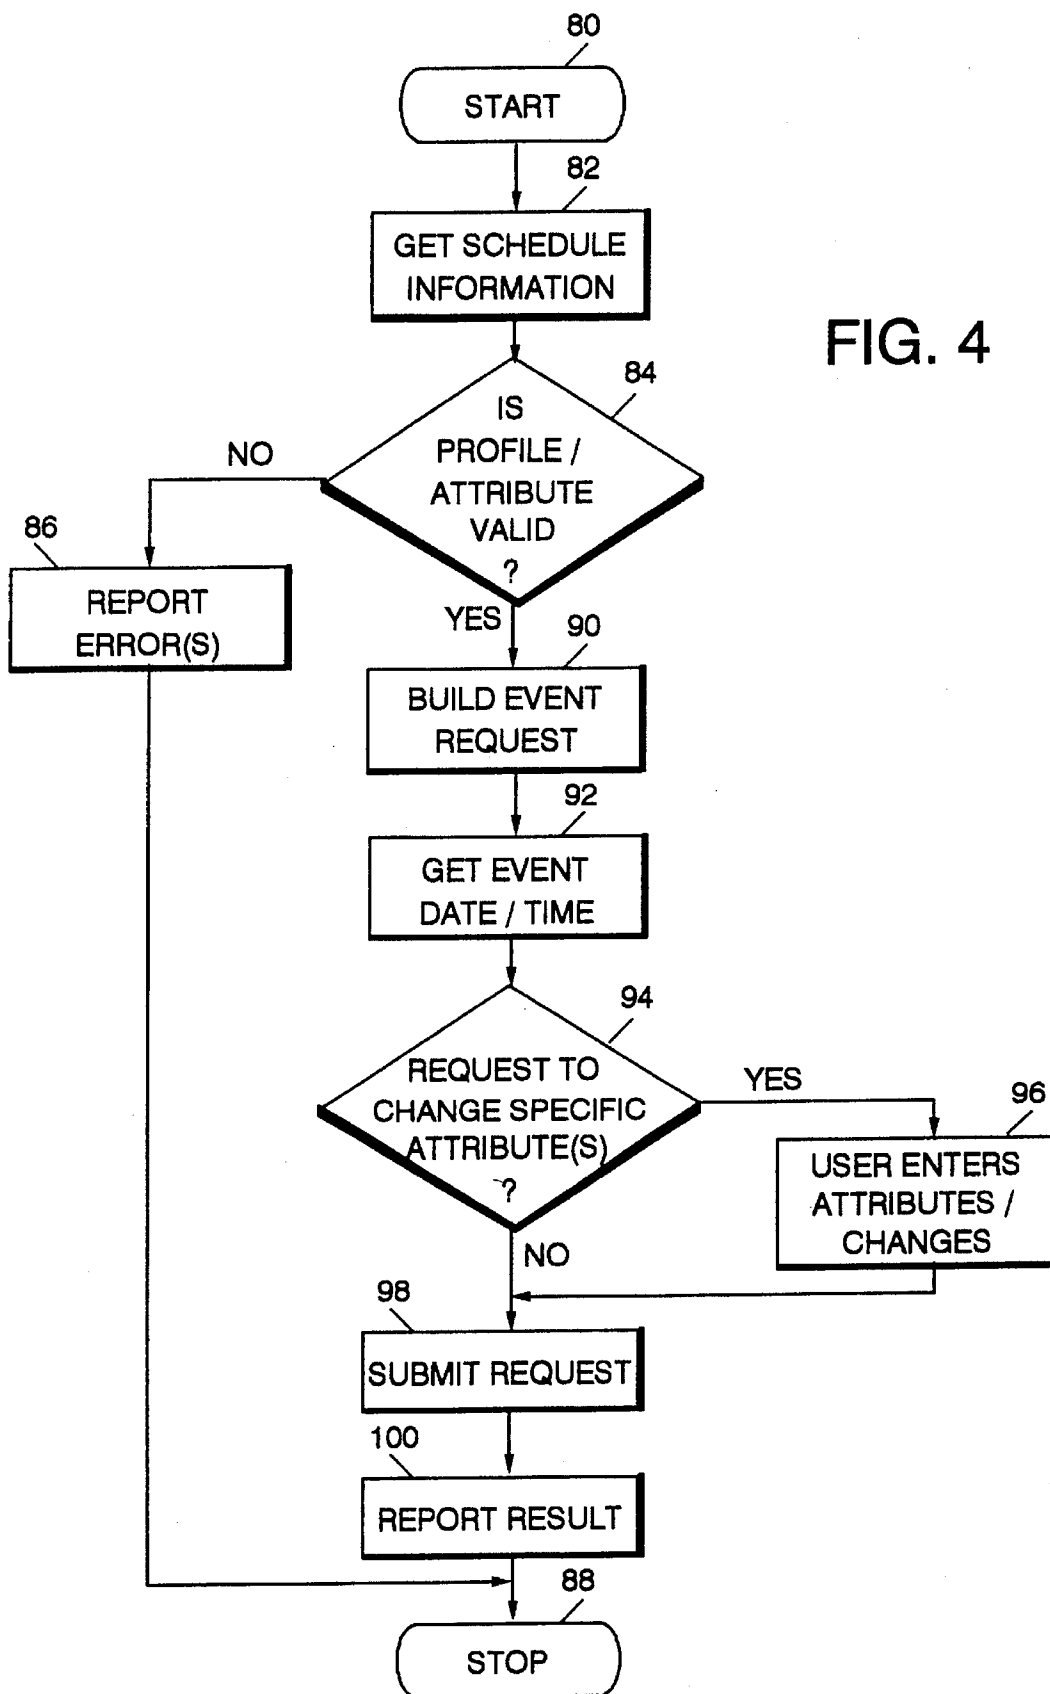 80
START
82
GET SCHEDULE
INFORMATION
FIG. 4
84
IS
PROFILE /
ATTRIBUTE
VALID
?
NO
YES
86
REPORT
ERROR(S)
90
BUILD EVENT
REQUEST
92
GET EVENT
DATE / TIME
94
REQUEST TO
CHANGE SPECIFIC
ATTRIBUTE(S)
?
YES
96
USER ENTERS
ATTRIBUTES /
CHANGES
NO
98
SUBMIT REQUEST
100
REPORT RESULT
88
STOP